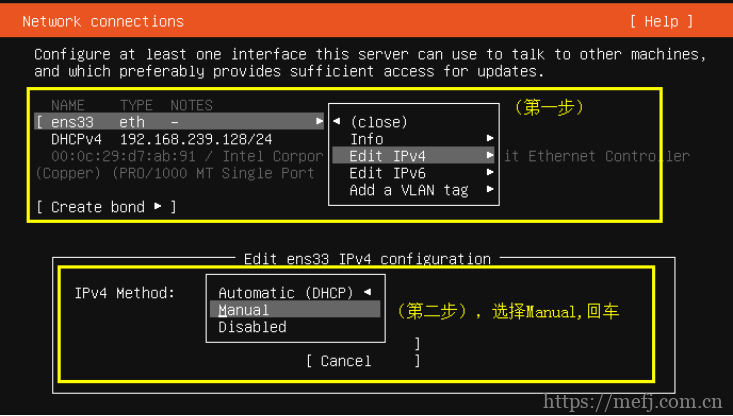 Network connections [ Help ]
Configure at least one interface this server can use to talk to other machines,
and which preferably provides sufficient access for updates.
NAME TYPE NOTES （第一步）
[ ens33 eth - ▸ ◂ (close)
DHCPv4 192.168.239.128/24 Info ▸
00:0c:29:d7:ab:91 / Intel Corpor Edit IPv4 ▸ it Ethernet Controller
(Copper) (PRO/1000 MT Single Port Edit IPv6 ▸
Add a VLAN tag ▸
[ Create bond ▸ ]
Edit ens33 IPv4 configuration
IPv4 Method: Automatic (DHCP) ◂
Manual （第二步），选择Manual,回车
Disabled
]
[ Cancel ]
https://mefj.com.cn